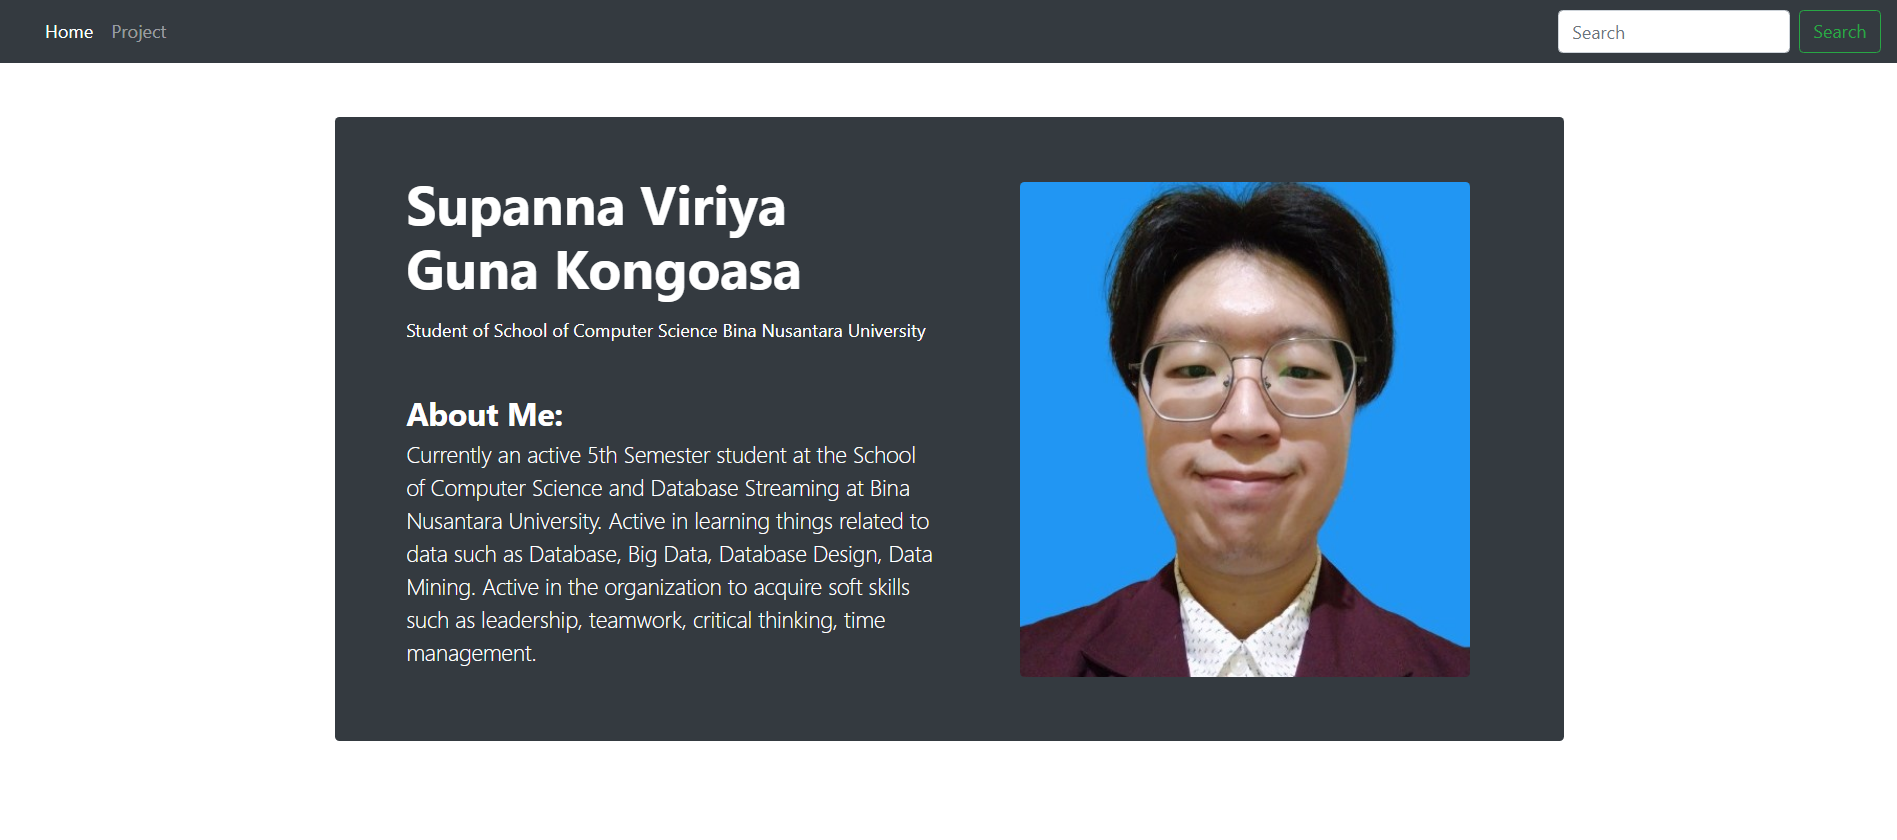 Home Project Search Search
Supanna Viriya
Guna Kongoasa
Student of School of Computer Science Bina Nusantara University
About Me:
Currently an active 5th Semester student at the School
of Computer Science and Database Streaming at Bina
Nusantara University. Active in learning things related to
data such as Database, Big Data, Database Design, Data
Mining. Active in the organization to acquire soft skills
such as leadership, teamwork, critical thinking, time
management.